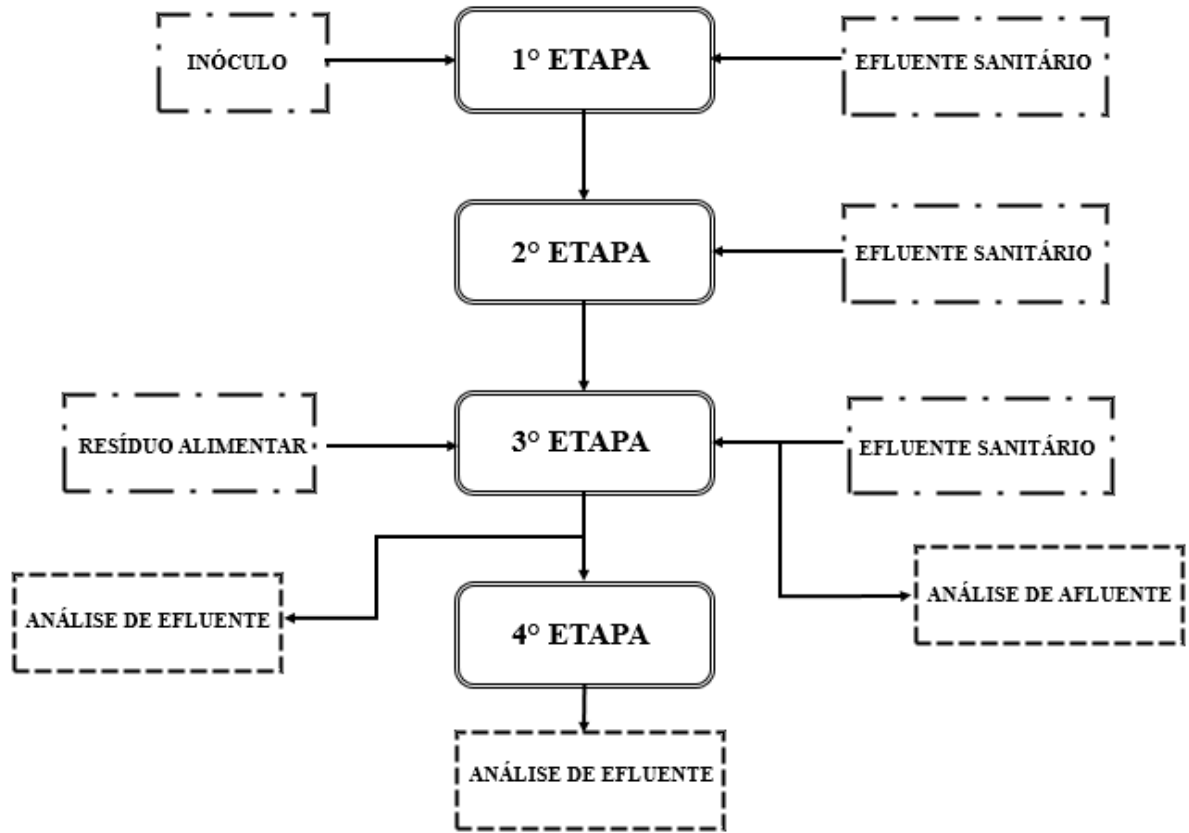 INÓCULO
1° ETAPA
EFLUENTE SANITÁRIO
2° ETAPA
EFLUENTE SANITÁRIO
RESÍDUO ALIMENTAR
3° ETAPA
EFLUENTE SANITÁRIO
ANÁLISE DE EFLUENTE
4° ETAPA
ANÁLISE DE AFLUENTE
ANÁLISE DE EFLUENTE